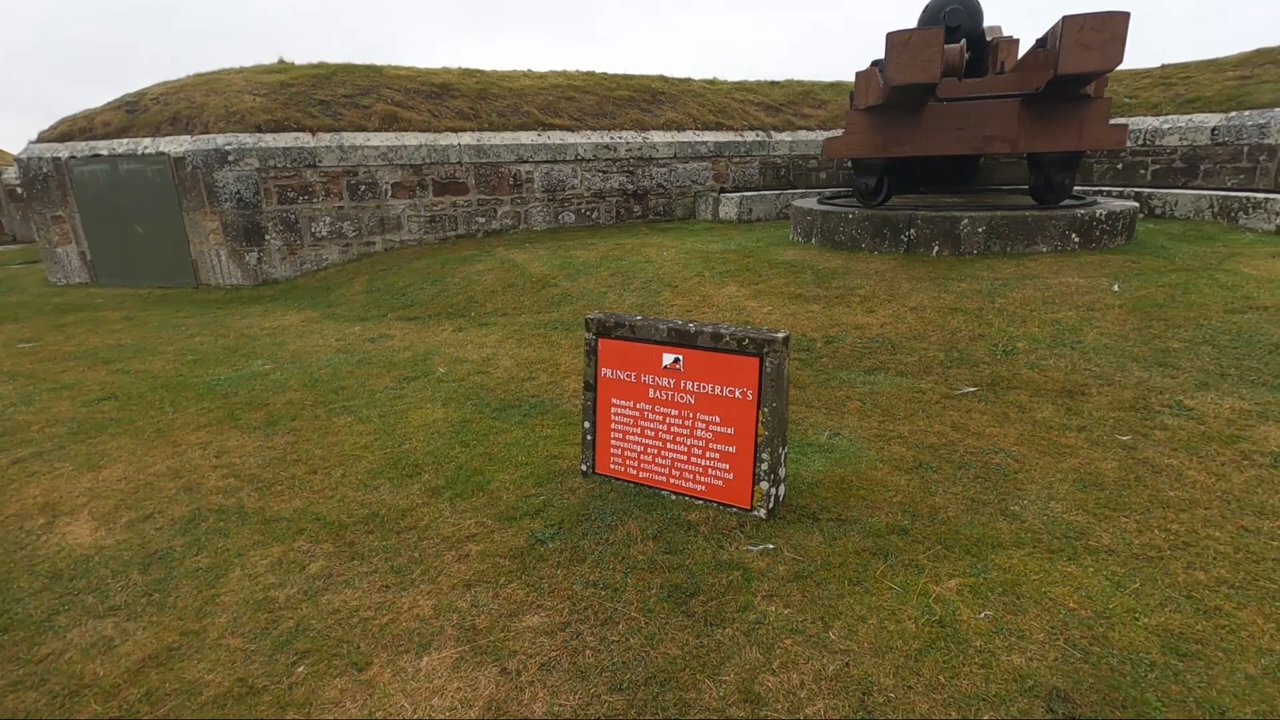 PRINCE HENRY FREDERICK'S
BASTION
Named after George II's fourth
grandson. Three guns of the coastal
battery, installed about 1860,
destroyed the four original central
gun embrasures. Beside the gun
mountings are expense magazines
and shot and shell recesses. Behind
you, and enclosed by the bastion,
were the garrison workshops.